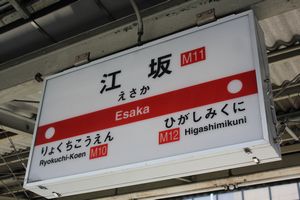 江坂 M11
えさか
Esaka
りょくちこうえん
Ryokuchi-Koen M10
ひがしみくに
M12 Higashimikuni